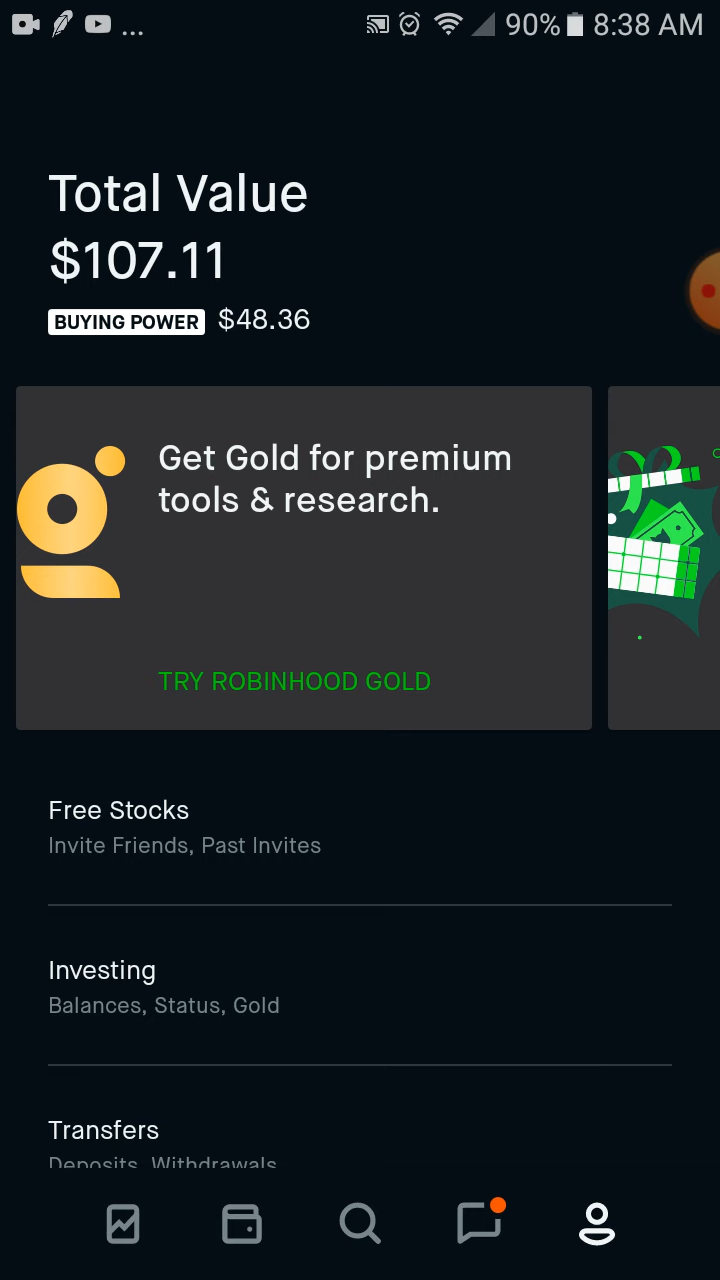 ... 90% 8:38 AM
Total Value
$107.11
BUYING POWER $48.36
Get Gold for premium
tools & research.
TRY ROBINHOOD GOLD
Free Stocks
Invite Friends, Past Invites
Investing
Balances, Status, Gold
Transfers
Deposits, Withdrawals